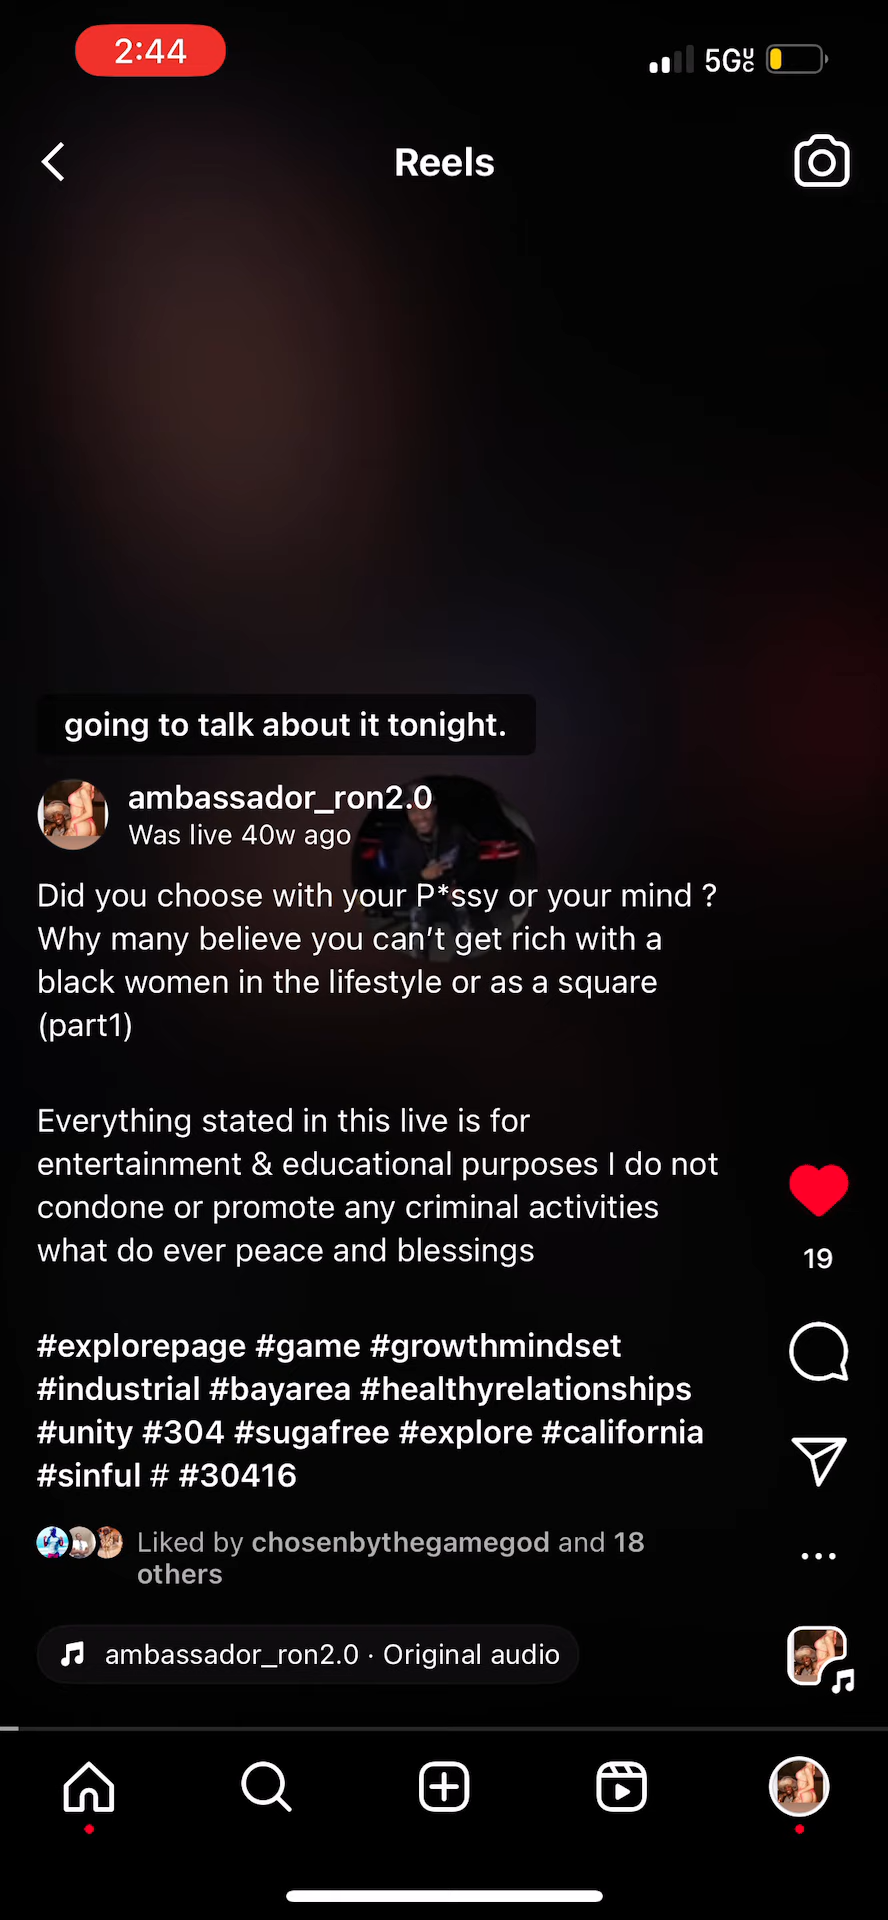 2:44
5GUC
Reels
going to talk about it tonight.
ambassador_ron2.0
Was live 40w ago
Did you choose with your P*ssy or your mind ?
Why many believe you can’t get rich with a
black women in the lifestyle or as a square
(part1)
Everything stated in this live is for
entertainment & educational purposes I do not
condone or promote any criminal activities
what do ever peace and blessings
#explorepage #game #growthmindset
#industrial #bayarea #healthyrelationships
#unity #304 #sugafree #explore #california
#sinful # #30416
19
Liked by chosenbythegamegod and 18
others
ambassador_ron2.0 · Original audio